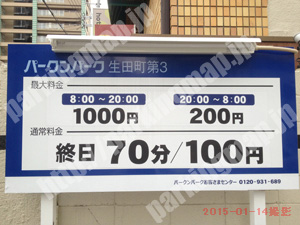 パークンパーク 生田町第3
最大料金
8:00～20:00 20:00～8:00
1000円 200円
通常料金
終日 70分/100円
パークンパークお客さまセンター 0120-931-689
2015-01-14撮影